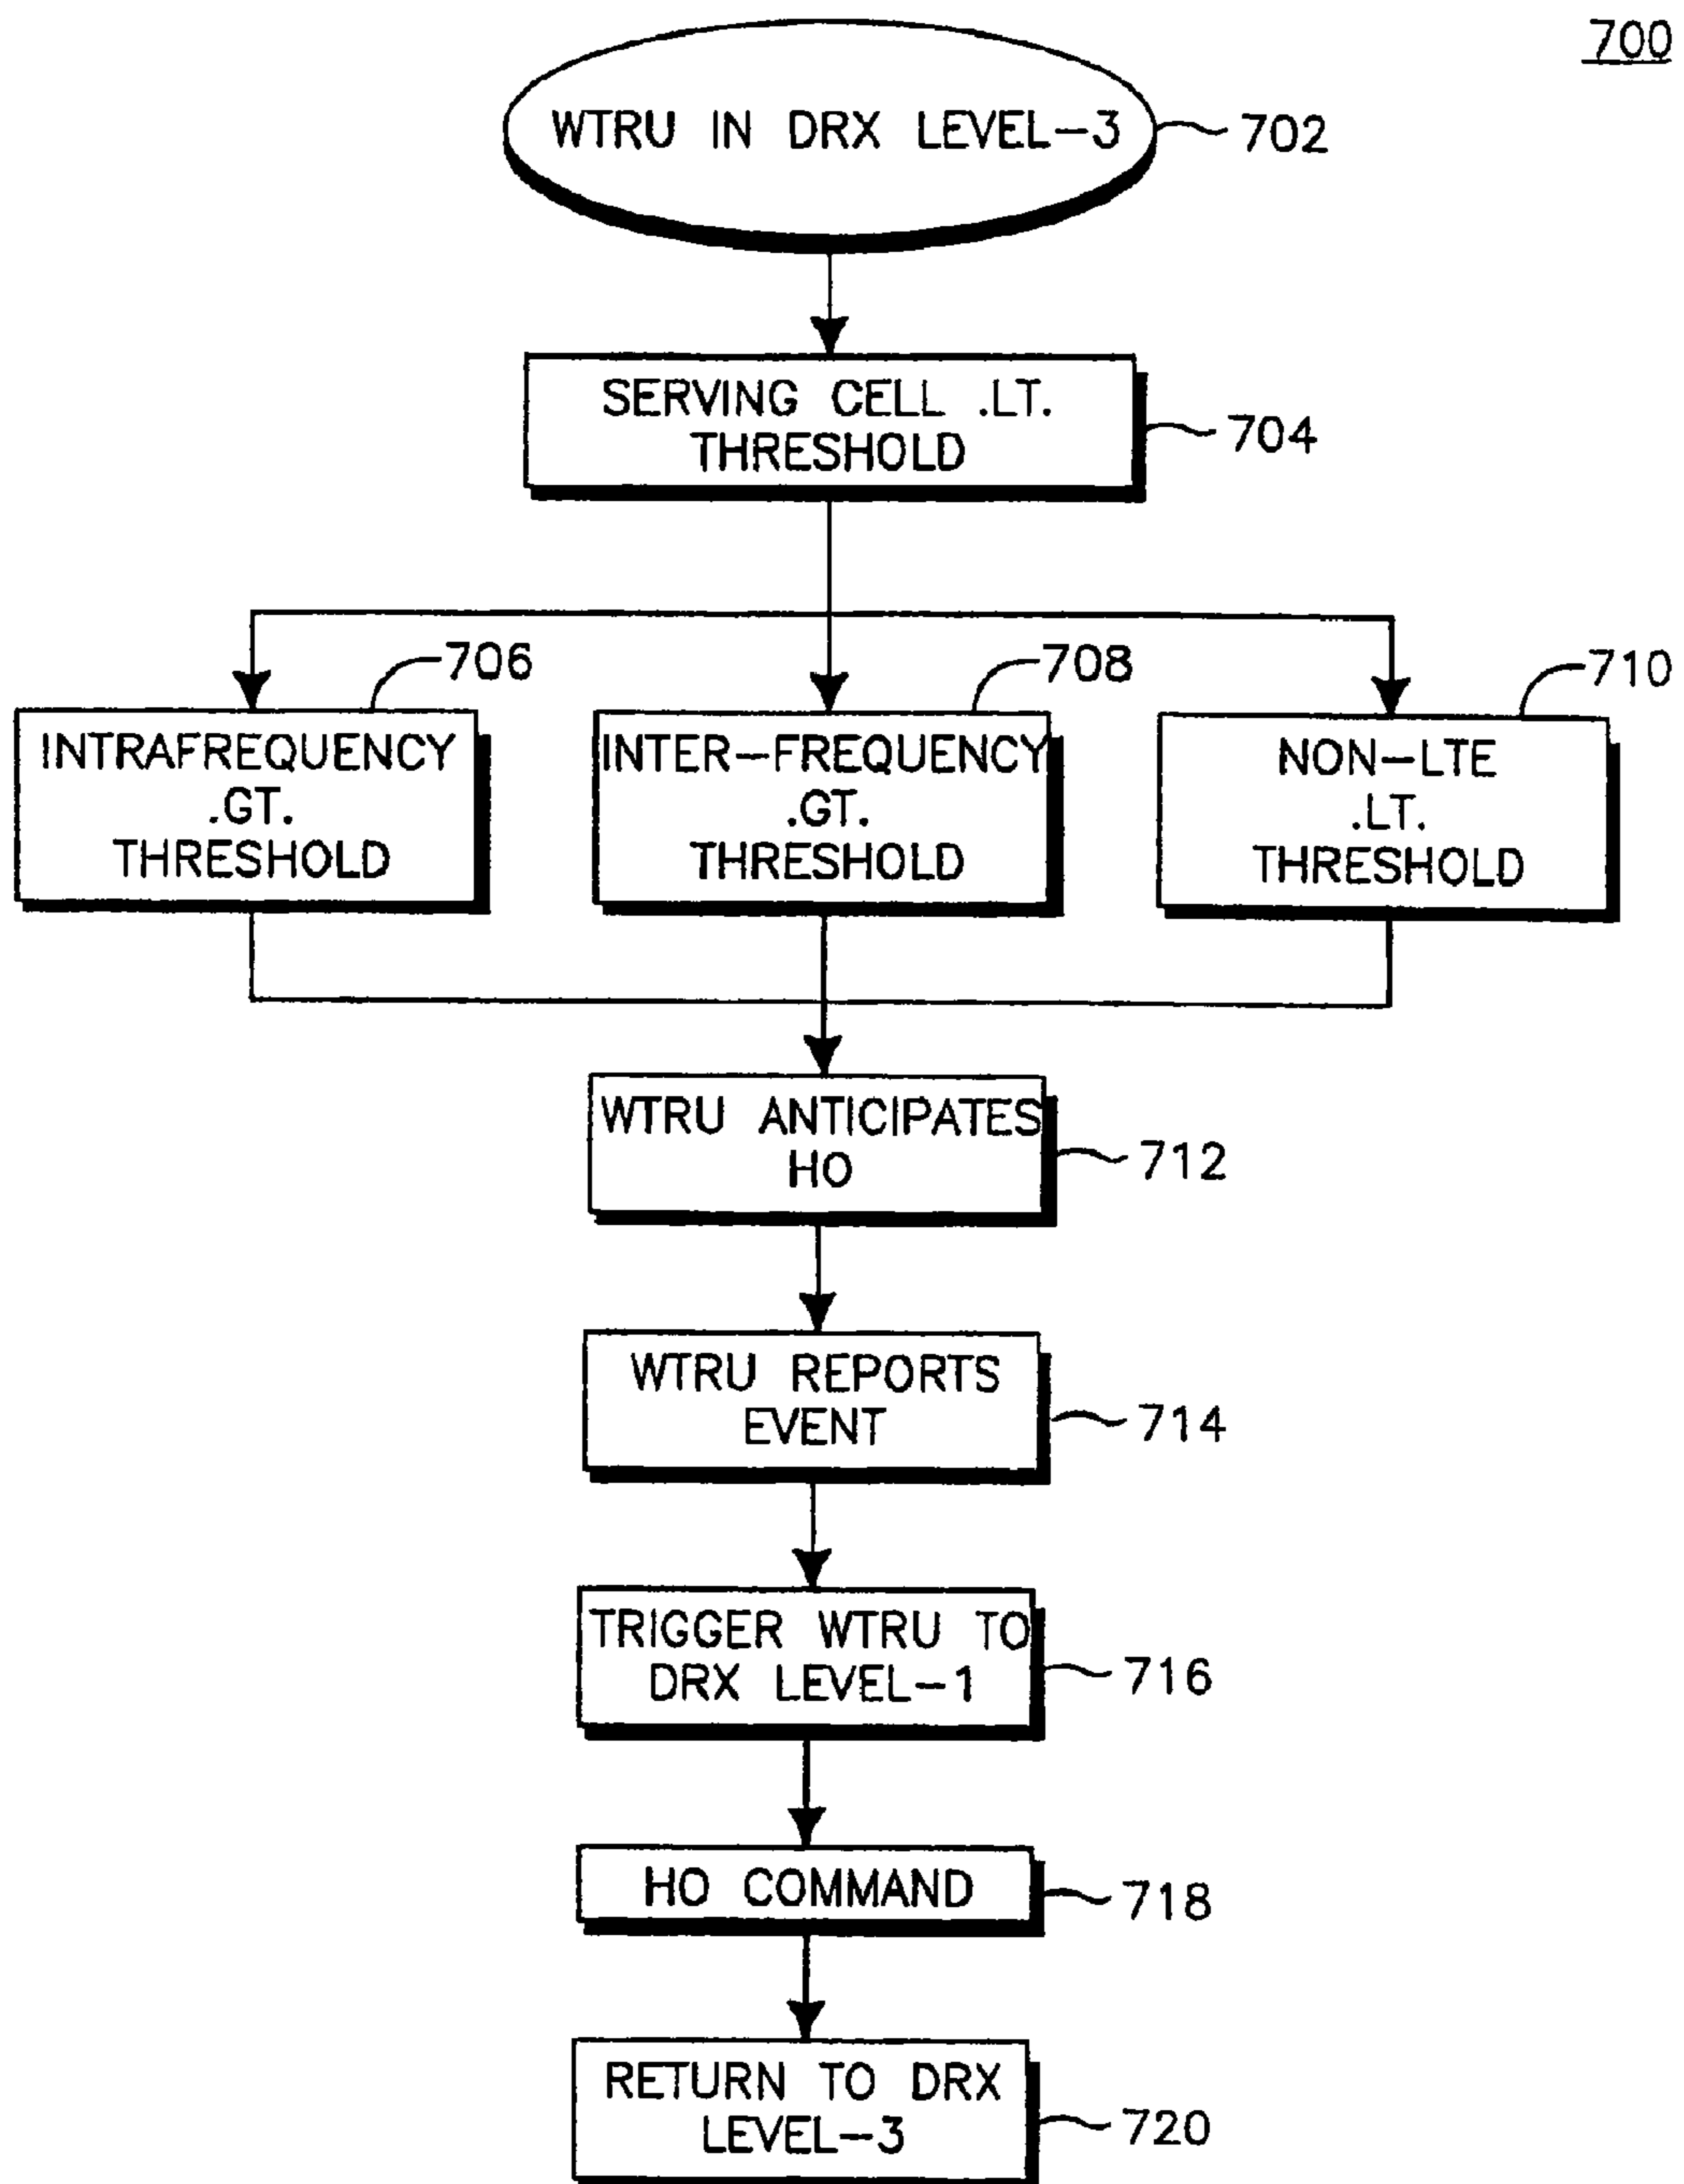 700
WTRU IN DRX LEVEL-3
702
SERVING CELL .LT.
THRESHOLD
704
706
INTRAFREQUENCY
.GT.
THRESHOLD
708
INTER-FREQUENCY
.GT.
THRESHOLD
710
NON-LTE
.LT.
THRESHOLD
WTRU ANTICIPATES
HO
712
WTRU REPORTS
EVENT
714
TRIGGER WTRU TO
DRX LEVEL-1
716
HO COMMAND
718
RETURN TO DRX
LEVEL-3
720